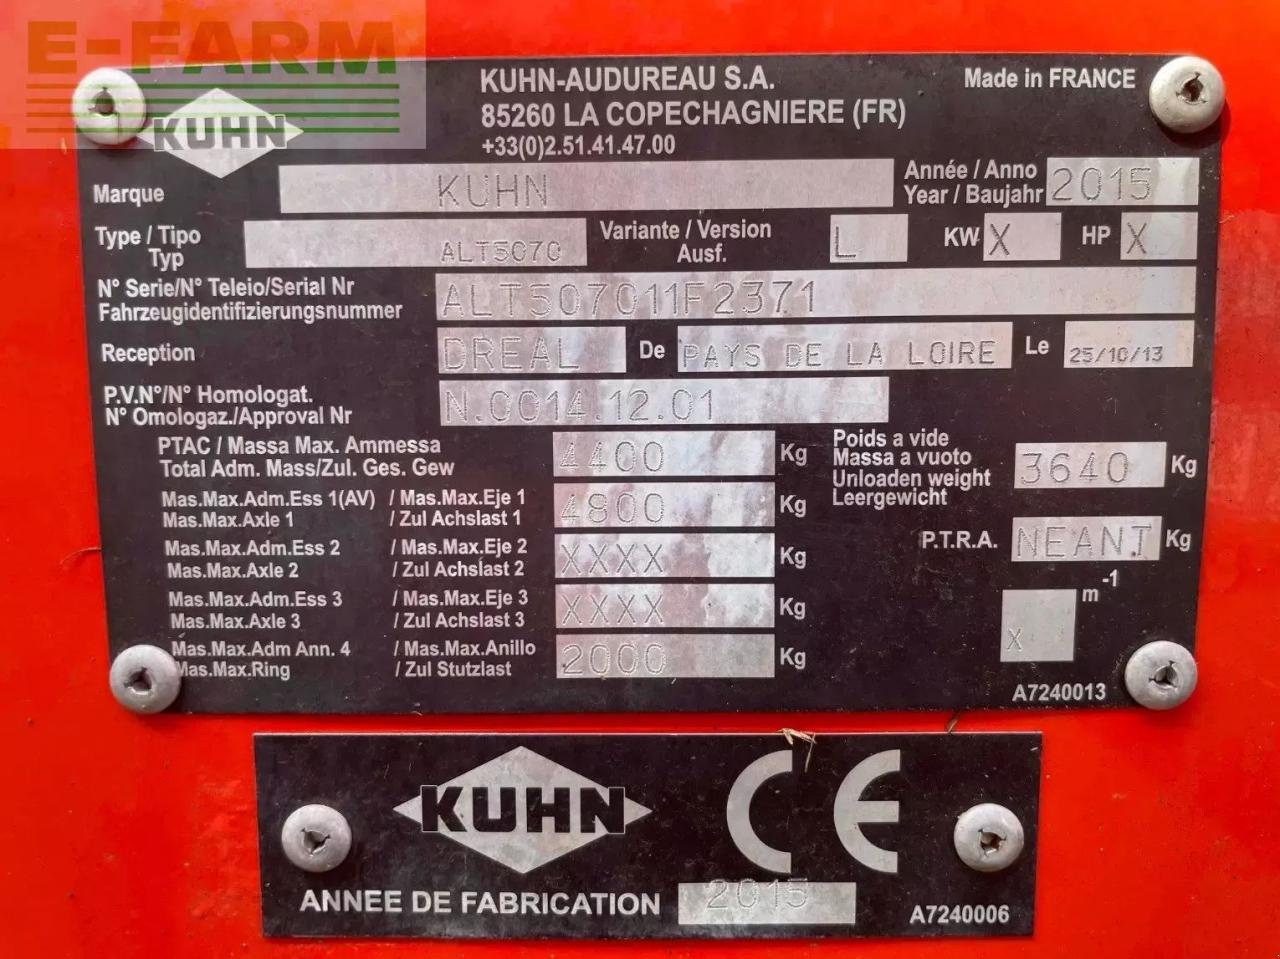 E-FARM
KUHN
KUHN-AUDUREAU S.A.
85260 LA COPECHAGNIERE (FR)
+33(0)2.51.41.47.00
Made in FRANCE
Marque KUHN
Année / Anno
Year / Baujahr 2015
Type / Tipo
Typ ALT5070
Variante / Version
Ausf. L KW X HP X
N° Serie/N° Teleio/Serial Nr
Fahrzeugidentifizierungsnummer ALT507011F2371
Reception DREAL De PAYS DE LA LOIRE Le 25/10/13
P.V.N°/N° Homologat.
N° Omologaz./Approval Nr N.0014.12.01
PTAC / Massa Max. Ammessa
Total Adm. Mass/Zul. Ges. Gew 4400 Kg
Poids a vide
Massa a vuoto
Unloaden weight
Leergewicht 3640 Kg
Mas.Max.Adm.Ess 1(AV) / Mas.Max.Eje 1
Mas.Max.Axle 1 / Zul Achslast 1 4800 Kg
P.T.R.A. NEANT Kg
Mas.Max.Adm.Ess 2 / Mas.Max.Eje 2
Mas.Max.Axle 2 / Zul Achslast 2 XXXX Kg
Mas.Max.Adm.Ess 3 / Mas.Max.Eje 3
Mas.Max.Axle 3 / Zul Achslast 3 XXXX Kg
X m-1
Mas.Max.Adm Ann. 4 / Mas.Max.Anillo
Mas.Max.Ring / Zul Stutzlast 2000 Kg
A7240013
KUHN CE
ANNEE DE FABRICATION 2015
A7240006